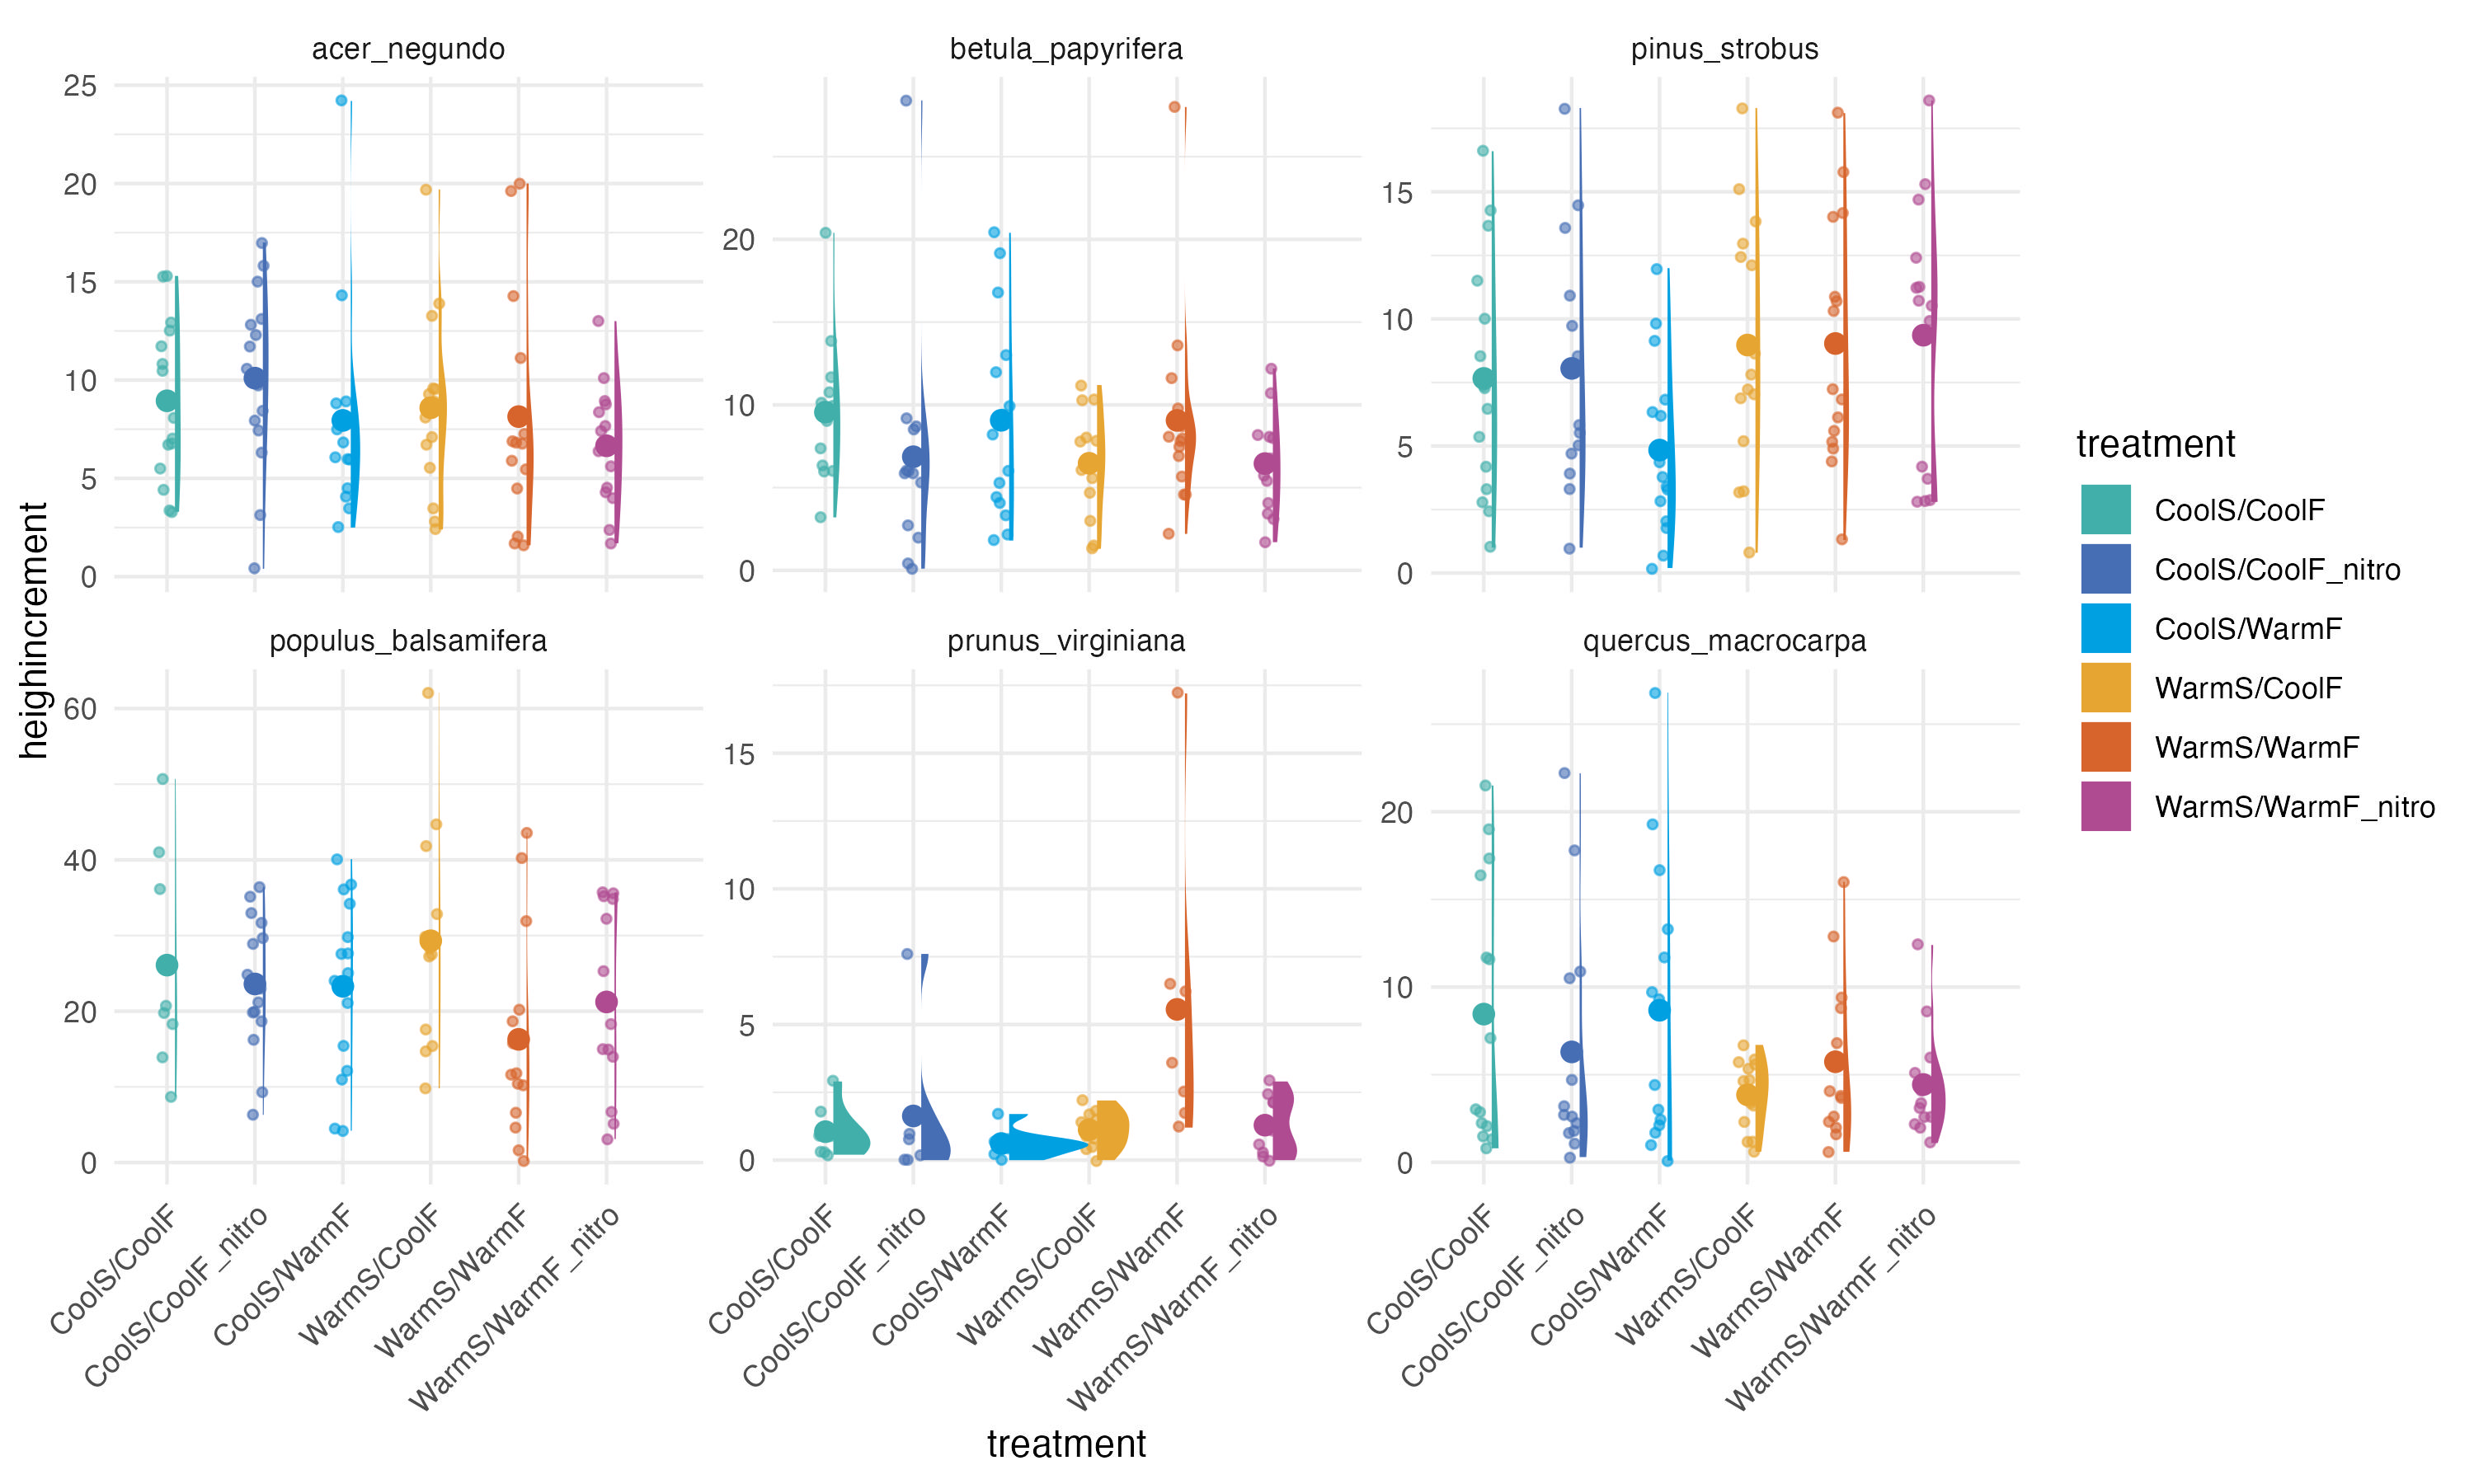 acer_negundo
betula_papyrifera
pinus_strobus
25
20
15
10
5
0
20
10
0
15
10
5
0
populus_balsamifera
prunus_virginiana
quercus_macrocarpa
60
40
20
0
15
10
5
0
20
10
0
CoolS/CoolF
CoolS/CoolF_nitro
CoolS/WarmF
WarmS/CoolF
WarmS/WarmF
WarmS/WarmF_nitro
CoolS/CoolF
CoolS/CoolF_nitro
CoolS/WarmF
WarmS/CoolF
WarmS/WarmF
WarmS/WarmF_nitro
CoolS/CoolF
CoolS/CoolF_nitro
CoolS/WarmF
WarmS/CoolF
WarmS/WarmF
WarmS/WarmF_nitro
heighincrement
treatment
treatment
CoolS/CoolF
CoolS/CoolF_nitro
CoolS/WarmF
WarmS/CoolF
WarmS/WarmF
WarmS/WarmF_nitro